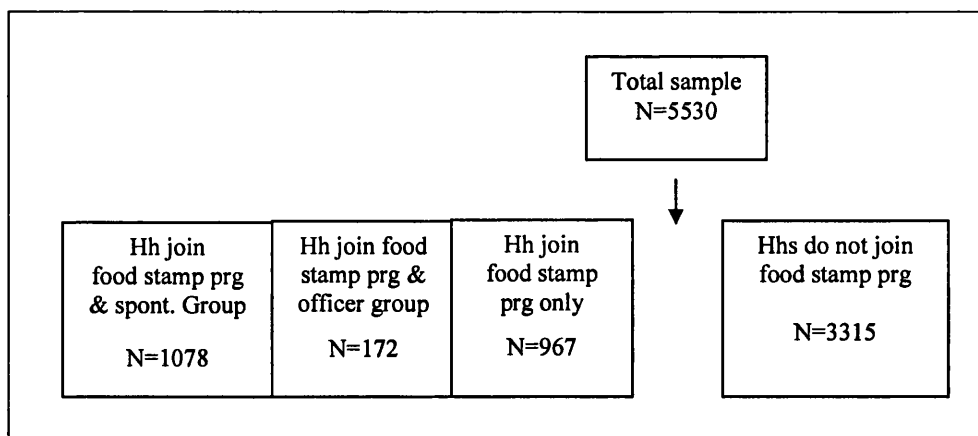 Total sample
N=5530
Hh join
food stamp prg
& spont. Group
N=1078
Hh join food
stamp prg &
officer group
N=172
Hh join
food stamp
prg only
N=967
Hhs do not join
food stamp prg
N=3315